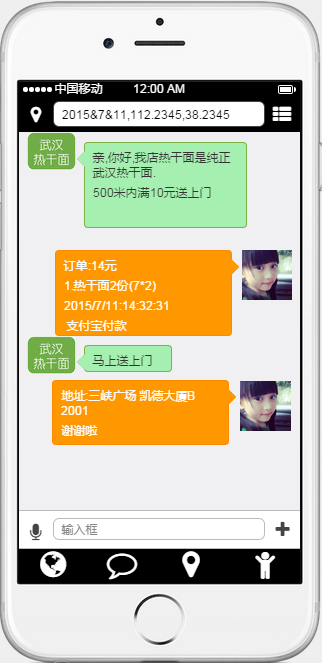 中国移动 12:00 AM
2015&7&11,112.2345,38.2345
武汉
热干面
亲,你好,我店热干面是纯正
武汉热干面.
500米内满10元送上门
订单:14元
1.热干面2份(7*2)
2015/7/11:14:32:31
支付宝付款
武汉
热干面
马上送上门
地址:三峡广场 凯德大厦B
2001
谢谢啦
输入框